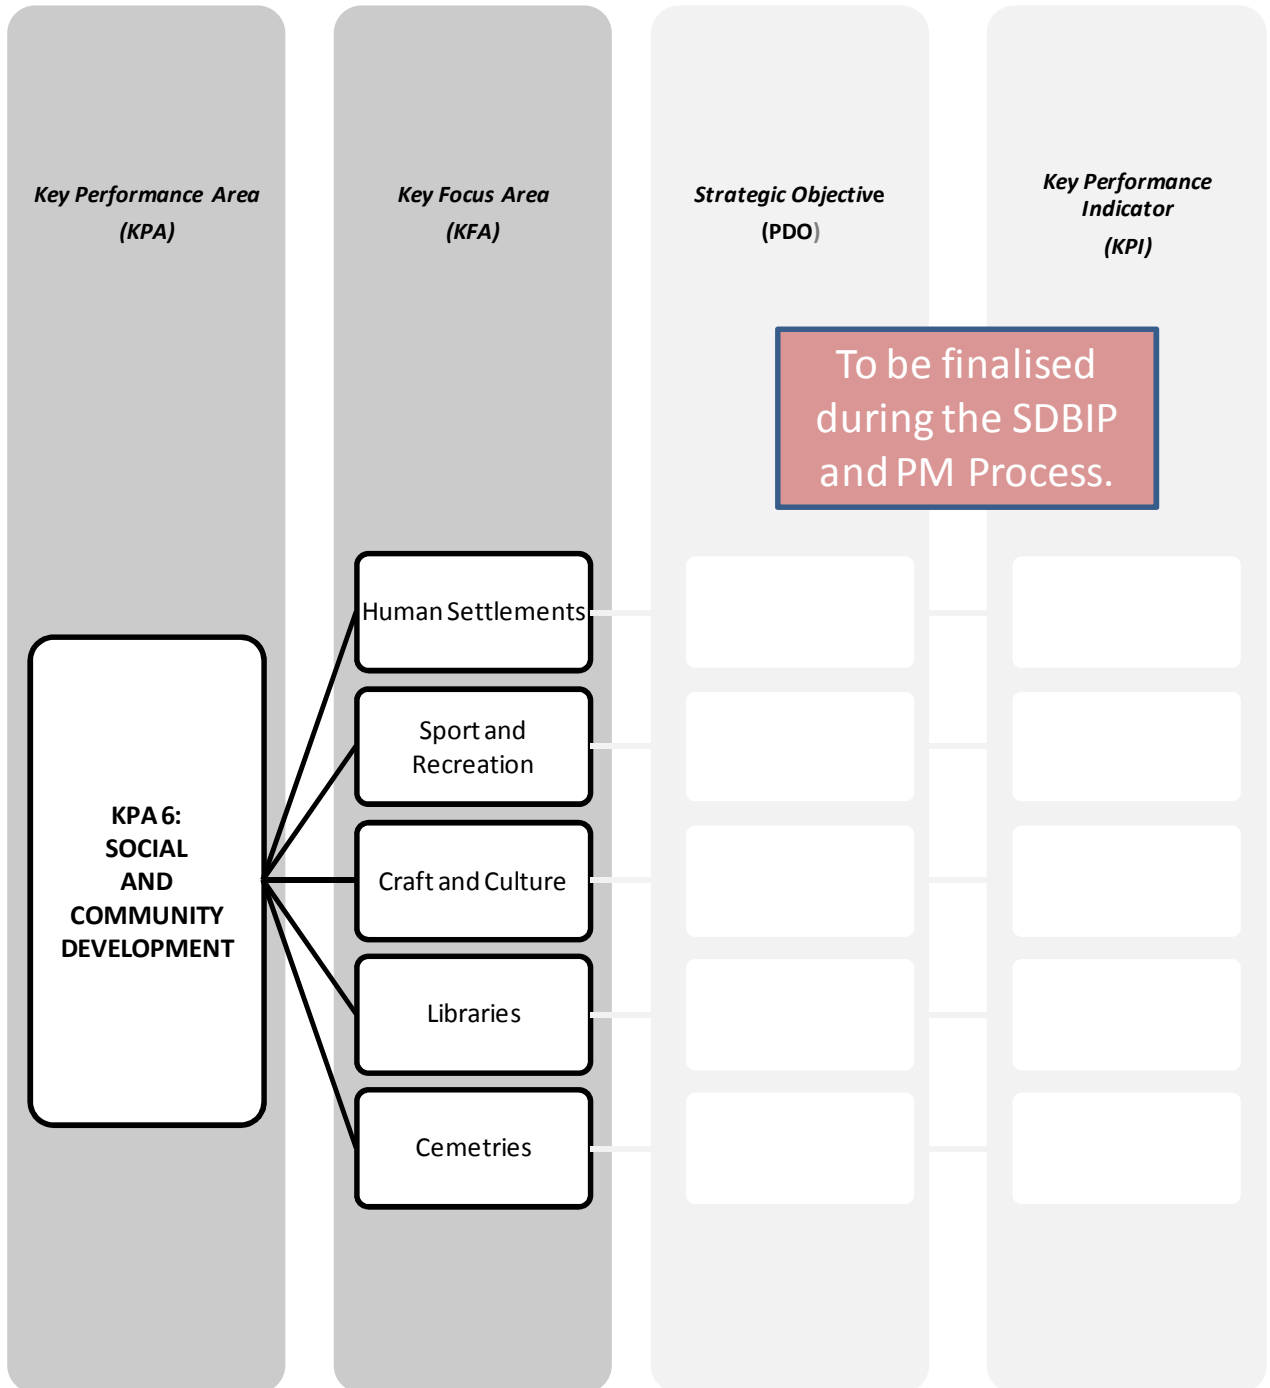 Key Performance Area
(KPA)
Key Focus Area
(KFA)
Strategic Objective
(PDO)
Key Performance
Indicator
(KPI)
To be finalised
during the SDBIP
and PM Process.
KPA 6:
SOCIAL
AND
COMMUNITY
DEVELOPMENT
Human Settlements
Sport and
Recreation
Craft and Culture
Libraries
Cemetries